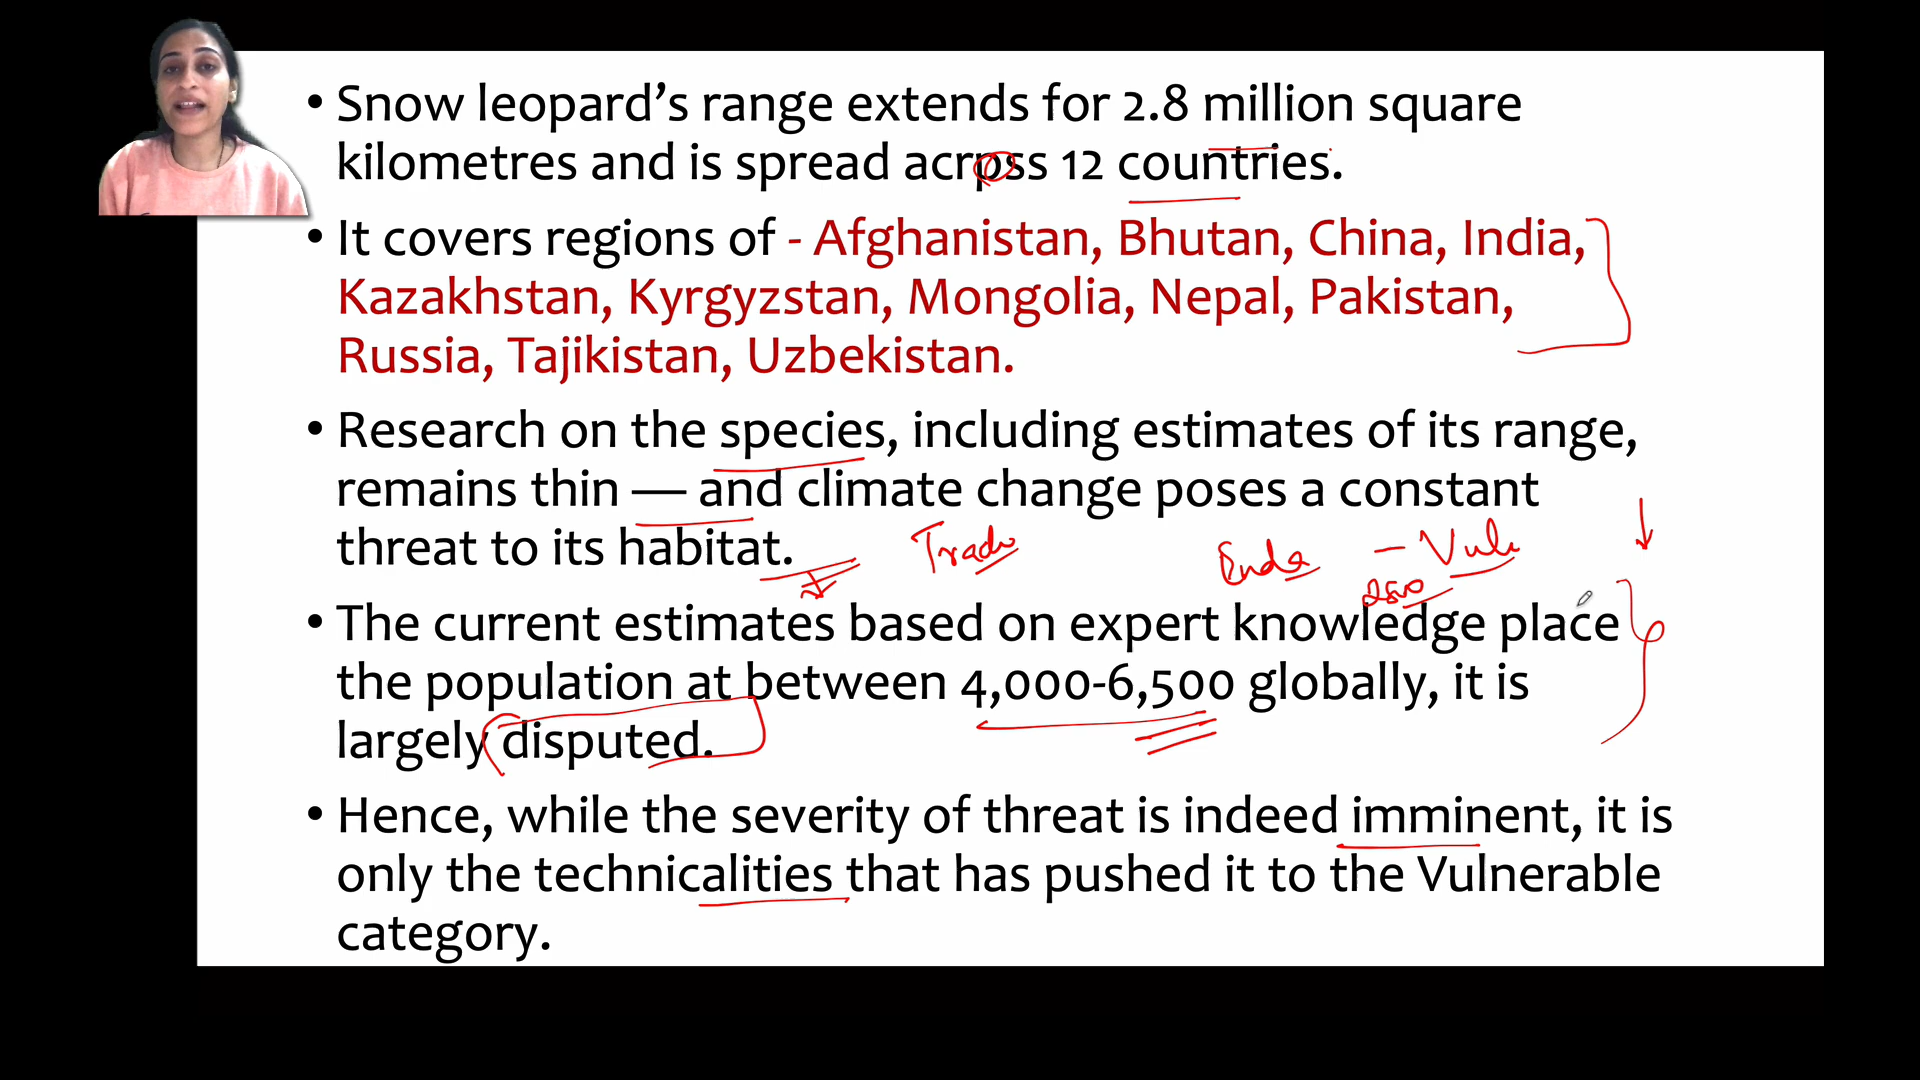 • Snow leopard’s range extends for 2.8 million square
kilometres and is spread acrpss 12 countries.
• It covers regions of - Afghanistan, Bhutan, China, India,
Kazakhstan, Kyrgyzstan, Mongolia, Nepal, Pakistan,
Russia, Tajikistan, Uzbekistan.
• Research on the species, including estimates of its range,
remains thin — and climate change poses a constant
threat to its habitat.
Enda – Vul
2500
• The current estimates based on expert knowledge place
the population at between 4,000-6,500 globally, it is
largely disputed.
• Hence, while the severity of threat is indeed imminent, it is
only the technicalities that has pushed it to the Vulnerable
category.